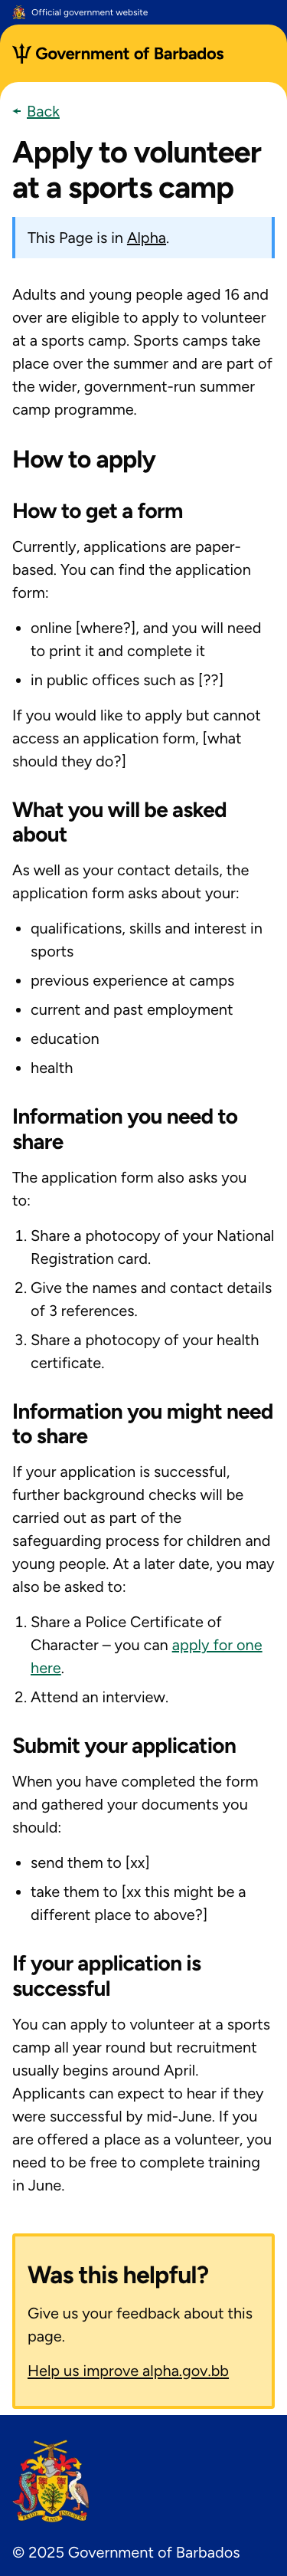 Official government website
Government of Barbados
Back
Apply to volunteer
at a sports camp
This Page is in Alpha.
Adults and young people aged 16 and
over are eligible to apply to volunteer
at a sports camp. Sports camps take
place over the summer and are part of
the wider, government-run summer
camp programme.
How to apply
How to get a form
Currently, applications are paper-
based. You can find the application
form:
• online [where?], and you will need
to print it and complete it
• in public offices such as [??]
If you would like to apply but cannot
access an application form, [what
should they do?]
What you will be asked
about
As well as your contact details, the
application form asks about your:
• qualifications, skills and interest in
sports
• previous experience at camps
• current and past employment
• education
• health
Information you need to
share
The application form also asks you
to:
1. Share a photocopy of your National
Registration card.
2. Give the names and contact details
of 3 references.
3. Share a photocopy of your health
certificate.
Information you might need
to share
If your application is successful,
further background checks will be
carried out as part of the
safeguarding process for children and
young people. At a later date, you may
also be asked to:
1. Share a Police Certificate of
Character – you can apply for one
here.
2. Attend an interview.
Submit your application
When you have completed the form
and gathered your documents you
should:
• send them to [xx]
• take them to [xx this might be a
different place to above?]
If your application is
successful
You can apply to volunteer at a sports
camp all year round but recruitment
usually begins around April.
Applicants can expect to hear if they
were successful by mid-June. If you
are offered a place as a volunteer, you
need to be free to complete training
in June.
Was this helpful?
Give us your feedback about this
page.
Help us improve alpha.gov.bb
PRIDE AND INDUSTRY
© 2025 Government of Barbados